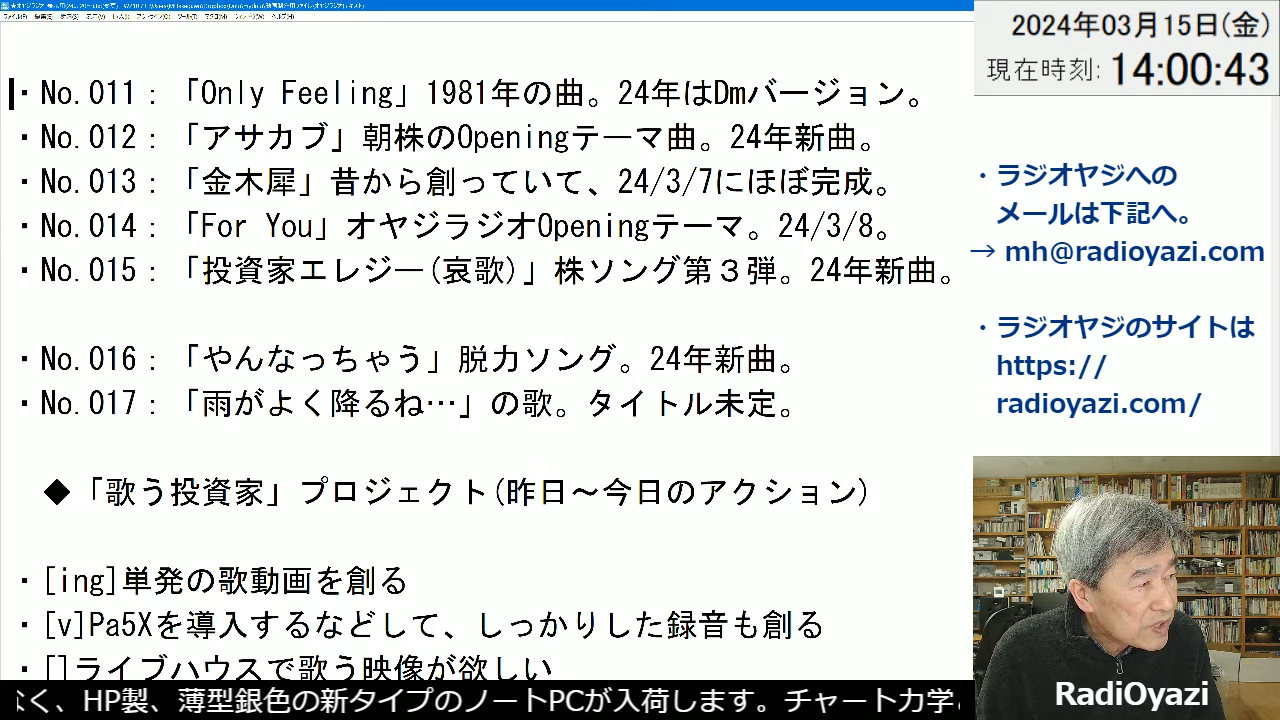 ・No.011：「Only Feeling」1981年の曲。24年はDmバージョン。
・No.012：「アサカブ」朝株のOpeningテーマ曲。24年新曲。
・No.013：「金木犀」昔から創っていて、24/3/7にほぼ完成。
・No.014：「For You」オヤジラジオOpeningテーマ。24/3/8。
・No.015：「投資家エレジー(哀歌)」株ソング第３弾。24年新曲。
・No.016：「やんなっちゃう」脱力ソング。24年新曲。
・No.017：「雨がよく降るね…」の歌。タイトル未定。
◆「歌う投資家」プロジェクト(昨日～今日のアクション)
・[ing]単発の歌動画を創る
・[v]Pa5Xを導入するなどして、しっかりした録音も創る
・[]ライブハウスで歌う映像が欲しい
なく、HP製、薄型銀色の新タイプのノートPCが入荷します。チャート力学
2024年03月15日(金)
現在時刻: 14:00:43
・ラジオヤジへの
メールは下記へ。
→ mh@radioyazi.com
・ラジオヤジのサイトは
https://
radioyazi.com/
RadiOyazi